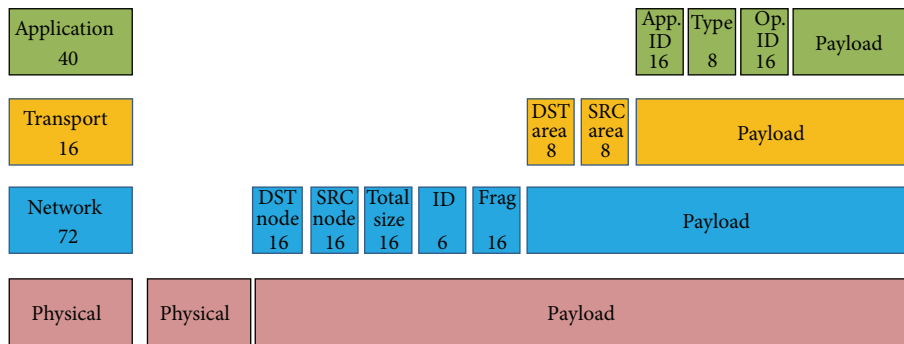 Application
40
App.
ID
16
Type
8
Op.
ID
16
Payload
Transport
16
DST
area
8
SRC
area
8
Payload
Network
72
DST
node
16
SRC
node
16
Total
size
16
ID
6
Frag
16
Payload
Physical
Physical
Payload